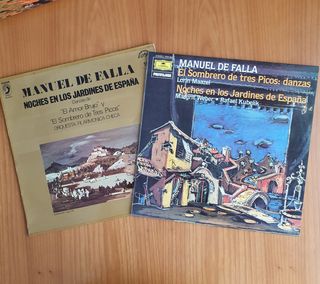 MANUEL DE FALLA
NOCHES EN LOS JARDINES DE ESPAÑA
Danzas de
"El Amor Brujo" y
"El Sombrero de Tres Picos"
ORQUESTA FILARMONICA CHECA
MANUEL DE FALLA
El Sombrero de tres Picos: danzas
Lorin Maazel
Noches en los Jardines de España
Margrit Weber · Rafael Kubelik